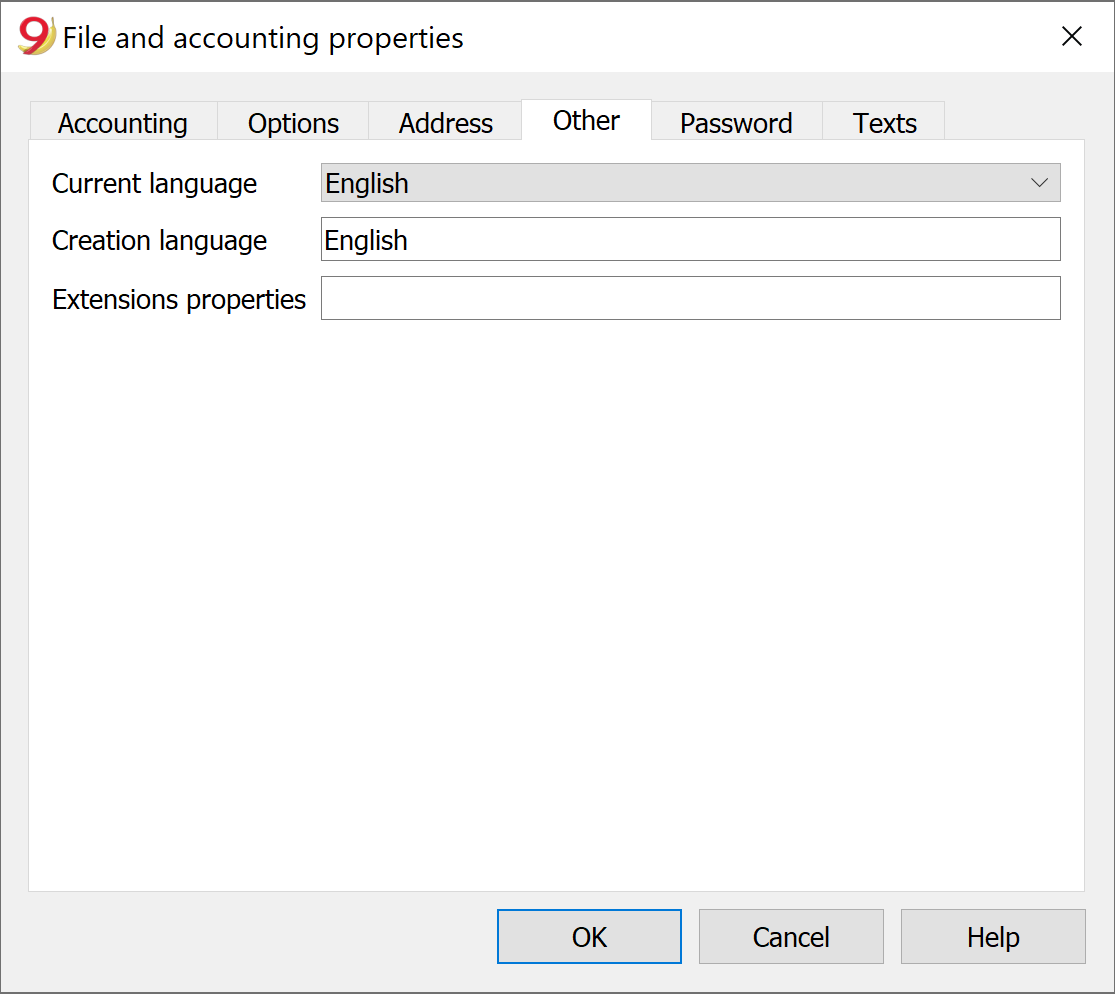 9 File and accounting properties
Accounting Options Address Other Password Texts
Current language English
Creation language English
Extensions properties
OK Cancel Help